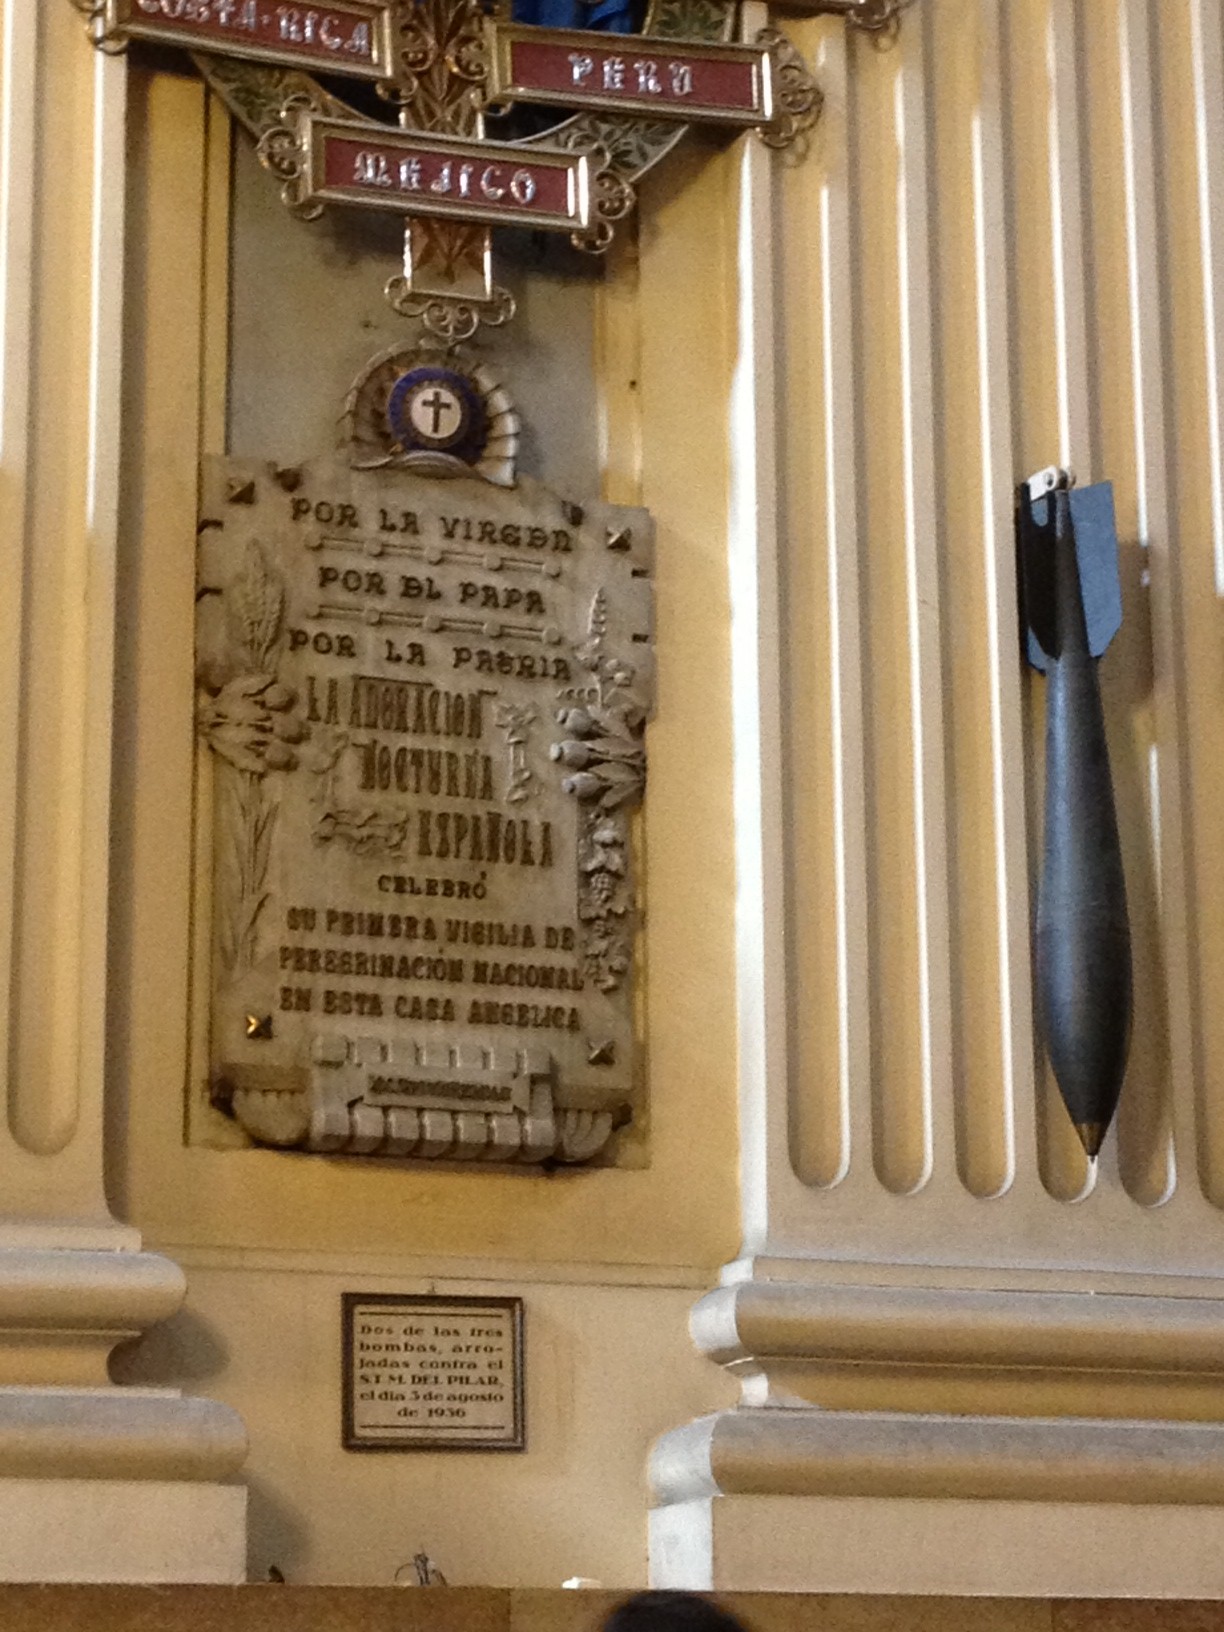 COSTA-RICA
PERU
MEJICO
POR LA VIRGEN
POR EL PAPA
POR LA PATRIA
LA ADORACION
NOCTURNA
ESPAÑOLA
CELEBRÓ
SU PRIMERA VIGILIA DE
PEREGRINACIÓN NACIONAL
EN ESTA CASA ANGELICA
Dos de las tres
bombas, arro-
jadas contra el
S.T.M. DEL PILAR,
el día 3 de agosto
de 1936